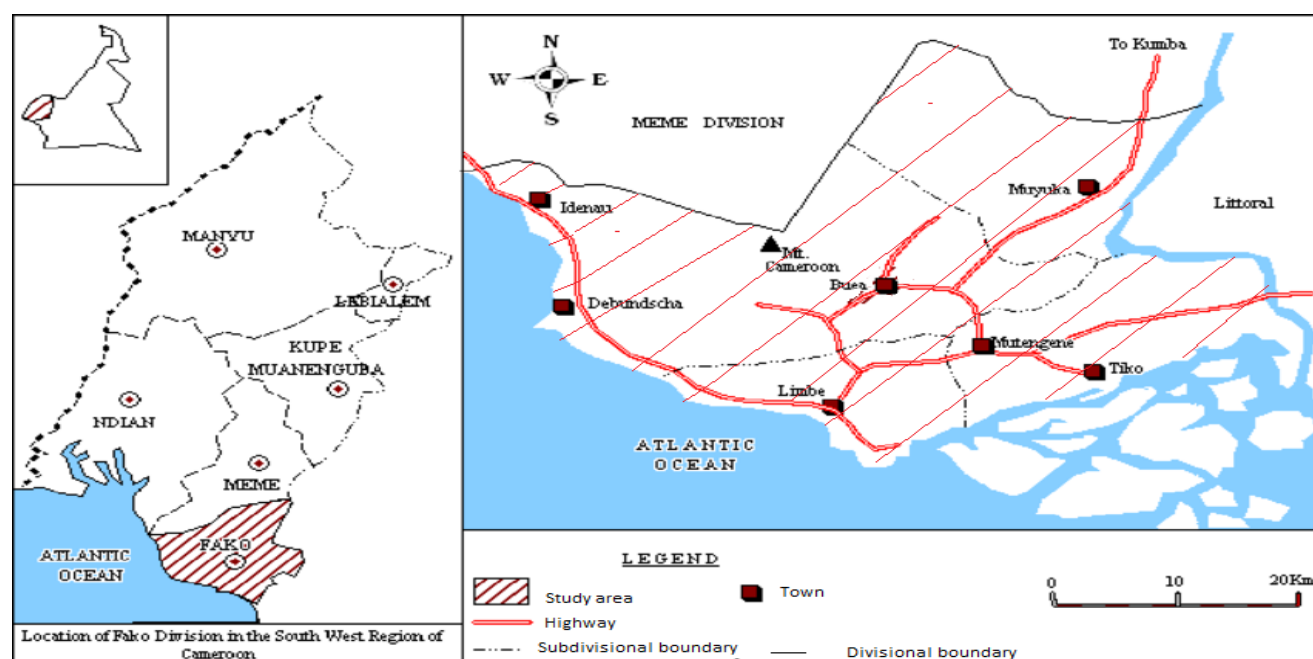 MANYU
LEBIALEM
KUPE
MUANENGUBA
NDIAN
MEME
FAKO
ATLANTIC
OCEAN
Location of Fako Division in the South West Region of
Cameroon
N
W E
S
To Kumba
MEME DIVISION
Idenau
Muyuka
Littoral
Mt.
Cameroon
Buea
Debundscha
Mutengene
Tiko
Limbe
ATLANTIC
OCEAN
LEGEND
Study area
Town
Highway
Subdivisional boundary
Divisional boundary
0 10 20Km